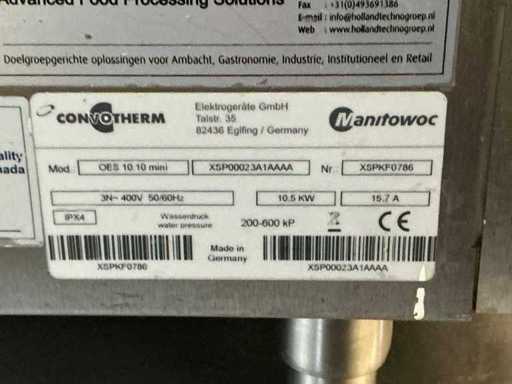 Advanced Food Processing Solutions
Fax : +31(0)493691386
E-mail : info@hollandtechnogroep.nl
Web : www.hollandtechnogroep.nl
Doelgroepgerichte oplossingen voor Ambacht, Gastronomie, Industrie, Institutioneel en Retail
CONVOTHERM
Elektrogeräte GmbH
Talstr. 35
82436 Eglfing / Germany
Manitowoc
Mod. OES 10.10 mini XSP00023A1AAAA Nr. XSPKF0786
3N~ 400V 50/60Hz 10.5 KW 15.7 A
IPX4 Wasserdruck
water pressure 200-600 kP CE
XSPKF0786 Made in
Germany XSP00023A1AAAA